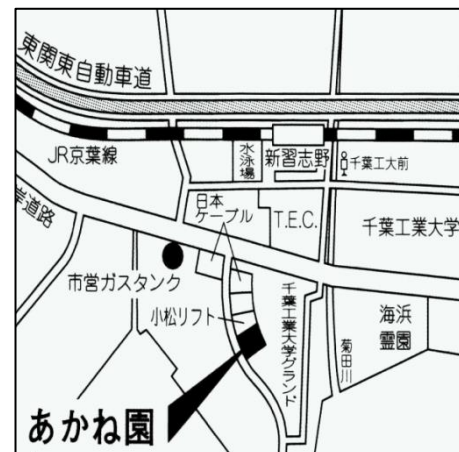 東関東自動車道
JR京葉線
水泳場
新習志野
千葉工大前
岸道路
日本
ケーブル
T.E.C.
千葉工業大学
市営ガスタンク
小松リフト
千葉工業大学グランド
海浜
霊園
菊田川
あかね園